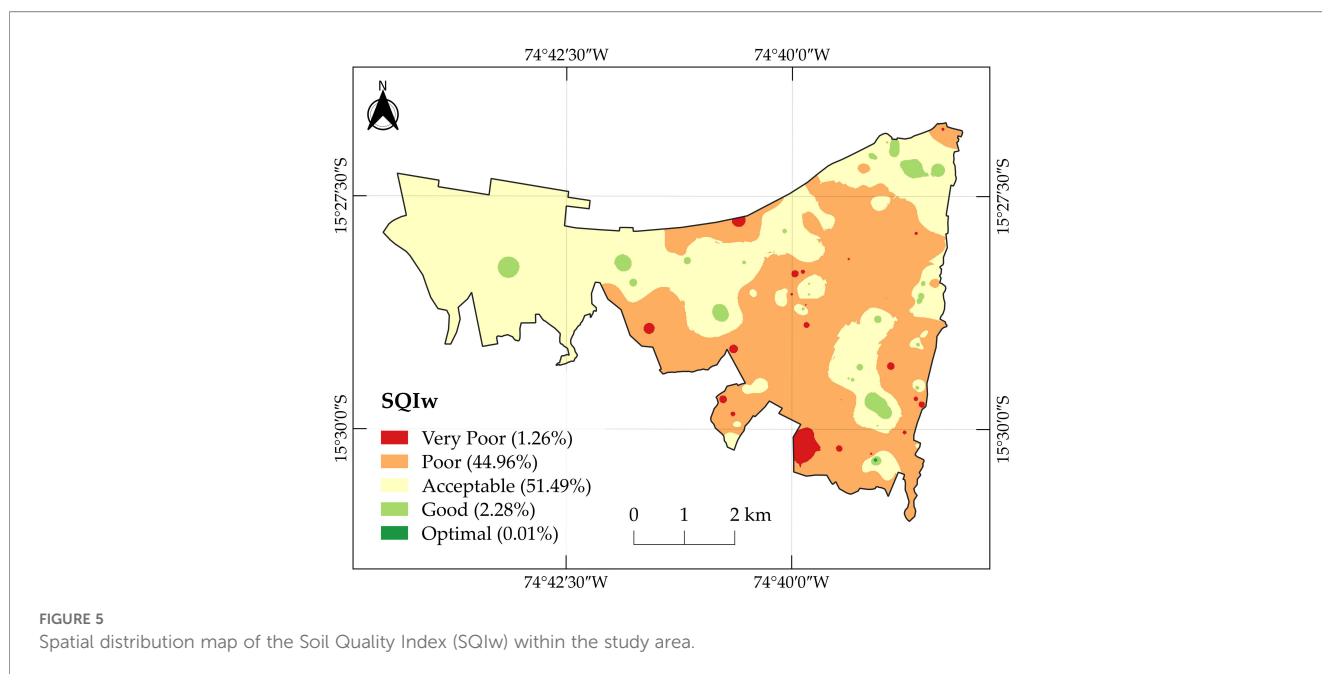 74°42′30″W 74°40′0″W
N
15°27′30″S 15°27′30″S
15°30′0″S 15°30′0″S
SQIw
Very Poor (1.26%)
Poor (44.96%)
Acceptable (51.49%)
Good (2.28%)
Optimal (0.01%)
0 1 2 km
74°42′30″W 74°40′0″W
FIGURE 5
Spatial distribution map of the Soil Quality Index (SQIw) within the study area.